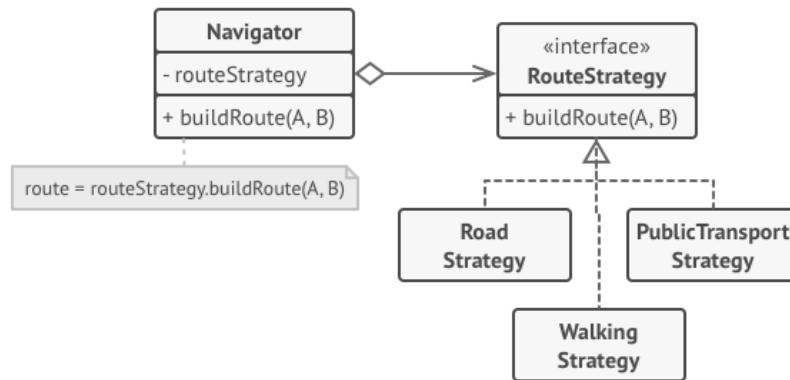 Navigator
- routeStrategy
+ buildRoute(A, B)
route = routeStrategy.buildRoute(A, B)
«interface»
RouteStrategy
+ buildRoute(A, B)
Road
Strategy
PublicTransport
Strategy
Walking
Strategy